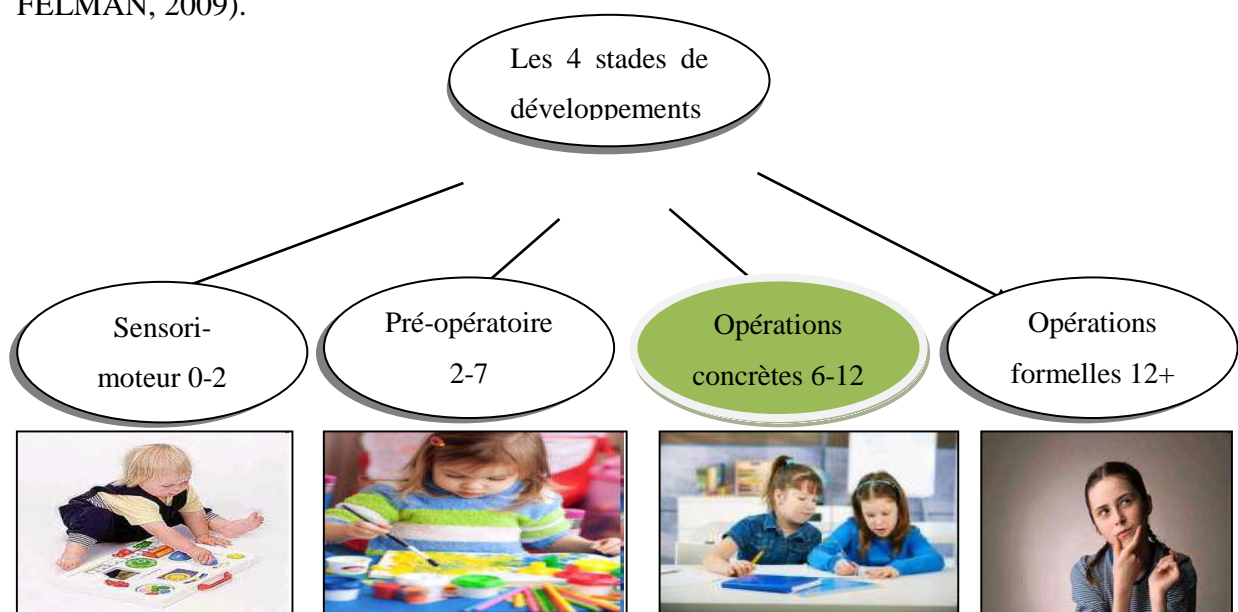 FELMAN, 2009).
Les 4 stades de
développements
Sensori-
moteur 0-2
Pré-opératoire
2-7
Opérations
concrètes 6-12
Opérations
formelles 12+